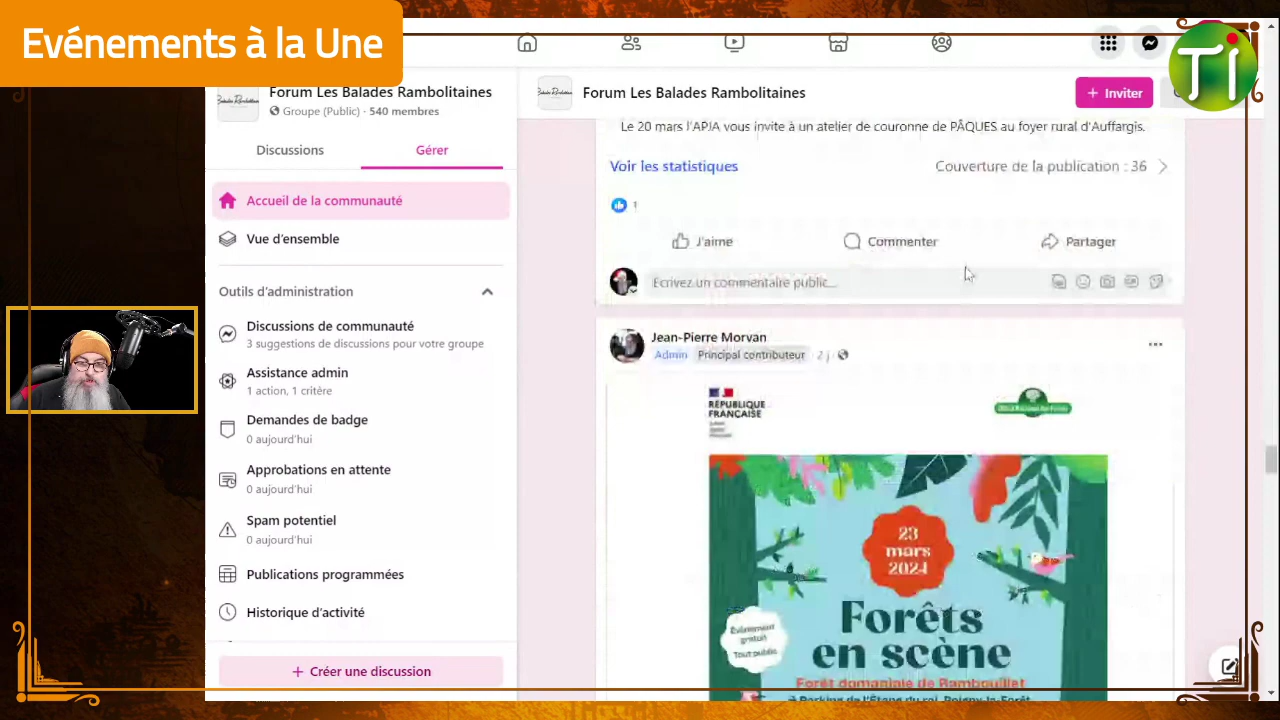 Evénements à la Une
Ti
Forum Les Balades Rambolitaines
Groupe (Public) · 540 membres
Discussions
Gérer
Accueil de la communauté
Vue d'ensemble
Outils d'administration
Discussions de communauté
3 suggestions de discussions pour votre groupe
Assistance admin
1 action, 1 critère
Demandes de badge
0 aujourd'hui
Approbations en attente
0 aujourd'hui
Spam potentiel
0 aujourd'hui
Publications programmées
Historique d'activité
+ Créer une discussion
Forum Les Balades Rambolitaines
+ Inviter
Le 20 mars l'APJA vous invite à un atelier de couronne de PÂQUES au foyer rural d'Auffargis.
Voir les statistiques
Couverture de la publication : 36
1
J'aime
Commenter
Partager
Écrivez un commentaire public...
Jean-Pierre Morvan
Admin
Principal contributeur
2 j
RÉPUBLIQUE
FRANÇAISE
23
mars
2024
Evénement
gratuit
Tout public
Forêts
en scène
Forêt domaniale de Rambouillet